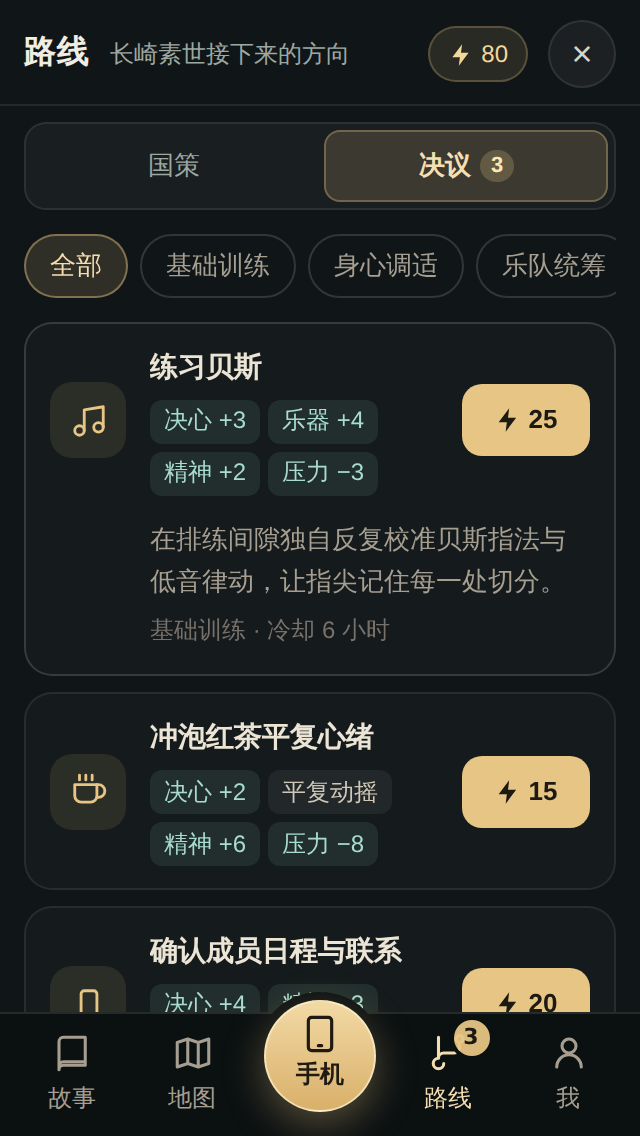 路线 长崎素世接下来的方向 80
国策 决议 3
全部 基础训练 身心调适 乐队统筹
练习贝斯
决心 +3 乐器 +4
25
精神 +2 压力 −3
在排练间隙独自反复校准贝斯指法与
低音律动，让指尖记住每一处切分。
基础训练 · 冷却 6 小时
冲泡红茶平复心绪
决心 +2 平复动摇
15
精神 +6 压力 −8
确认成员日程与联系
决心 +4
20
3
故事 地图 手机 路线 我